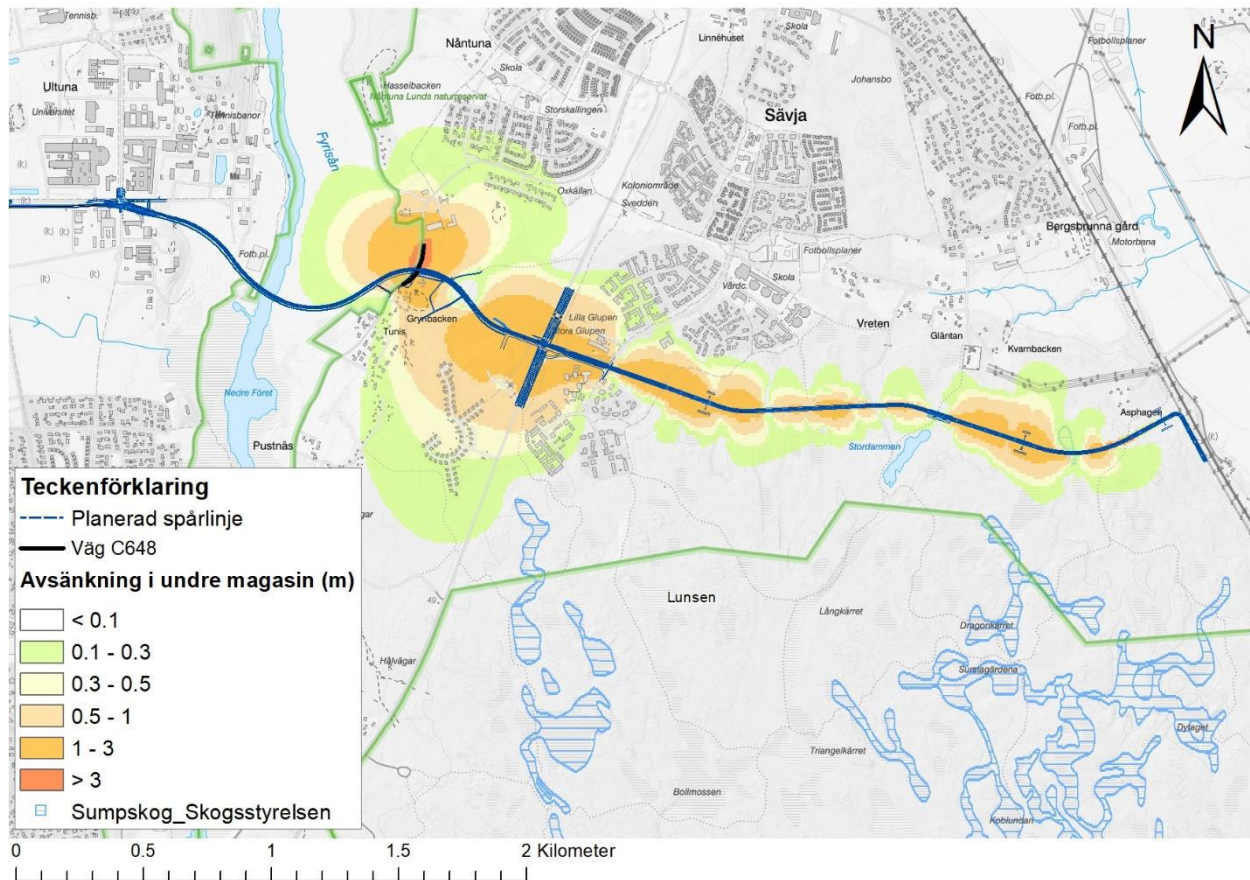 Tennisb.
Ultuna
Universitet
Tennisbanor
(R)
Fotb.pl.
Fyrisån
Nedre Föret
Pustnäs
Hasselbacken
Nåntuna Lunds naturreservat
Nåntuna
Skola
Storskallingen
Linnéhuset
Skola
Sävja
Johansbo
Fotbollsplaner
Fotb.pl.
Fotb.pl.
N
Oxkällan
Koloniområde
Svedden
Fotbollsplaner
Skola
Vårdc.
Bergsbrunna gård
Motorbana
Vreten
Gläntan
Kvarnbacken
Asphagen
Tunis
Grynbacken
Lilla Glupen
Stora Glupen
Stordammen
Lunsen
Långkärret
Dragonkärret
Triangelkärret
Bollmossen
Koblundan
Hålvägar
49
Teckenförklaring
Planerad spårlinje
Väg C648
Avsänkning i undre magasin (m)
< 0.1
0.1 - 0.3
0.3 - 0.5
0.5 - 1
1 - 3
> 3
Sumpskog_Skogsstyrelsen
0 0.5 1 1.5 2 Kilometer